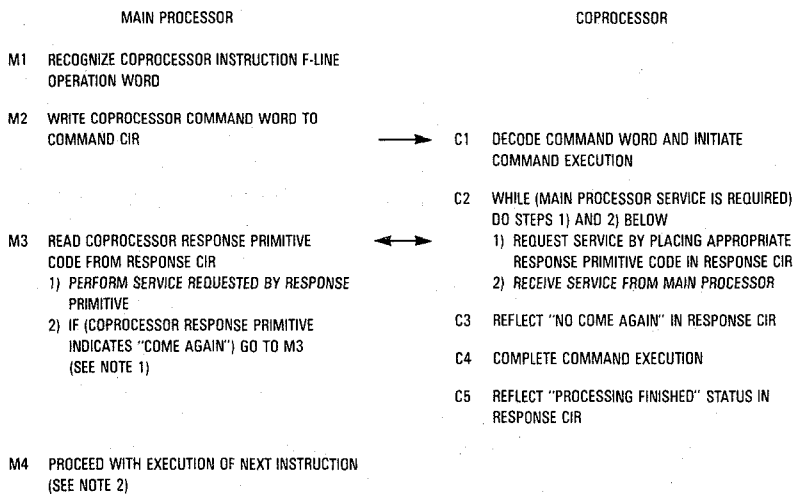 MAIN PROCESSOR
COPROCESSOR
M1 RECOGNIZE COPROCESSOR INSTRUCTION F-LINE
OPERATION WORD
M2 WRITE COPROCESSOR COMMAND WORD TO
COMMAND CIR
C1 DECODE COMMAND WORD AND INITIATE
COMMAND EXECUTION
C2 WHILE (MAIN PROCESSOR SERVICE IS REQUIRED)
DO STEPS 1) AND 2) BELOW
1) REQUEST SERVICE BY PLACING APPROPRIATE
RESPONSE PRIMITIVE CODE IN RESPONSE CIR
2) RECEIVE SERVICE FROM MAIN PROCESSOR
M3 READ COPROCESSOR RESPONSE PRIMITIVE
CODE FROM RESPONSE CIR
1) PERFORM SERVICE REQUESTED BY RESPONSE
PRIMITIVE
2) IF (COPROCESSOR RESPONSE PRIMITIVE
INDICATES "COME AGAIN") GO TO M3
(SEE NOTE 1)
C3 REFLECT "NO COME AGAIN" IN RESPONSE CIR
C4 COMPLETE COMMAND EXECUTION
C5 REFLECT "PROCESSING FINISHED" STATUS IN
RESPONSE CIR
M4 PROCEED WITH EXECUTION OF NEXT INSTRUCTION
(SEE NOTE 2)